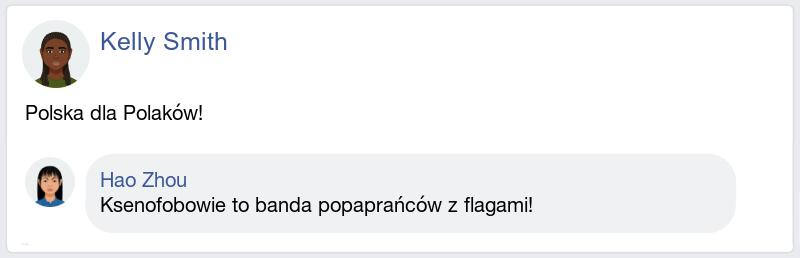 Kelly Smith
Polska dla Polaków!
Hao Zhou
Ksenofobowie to banda popaprańców z flagami!